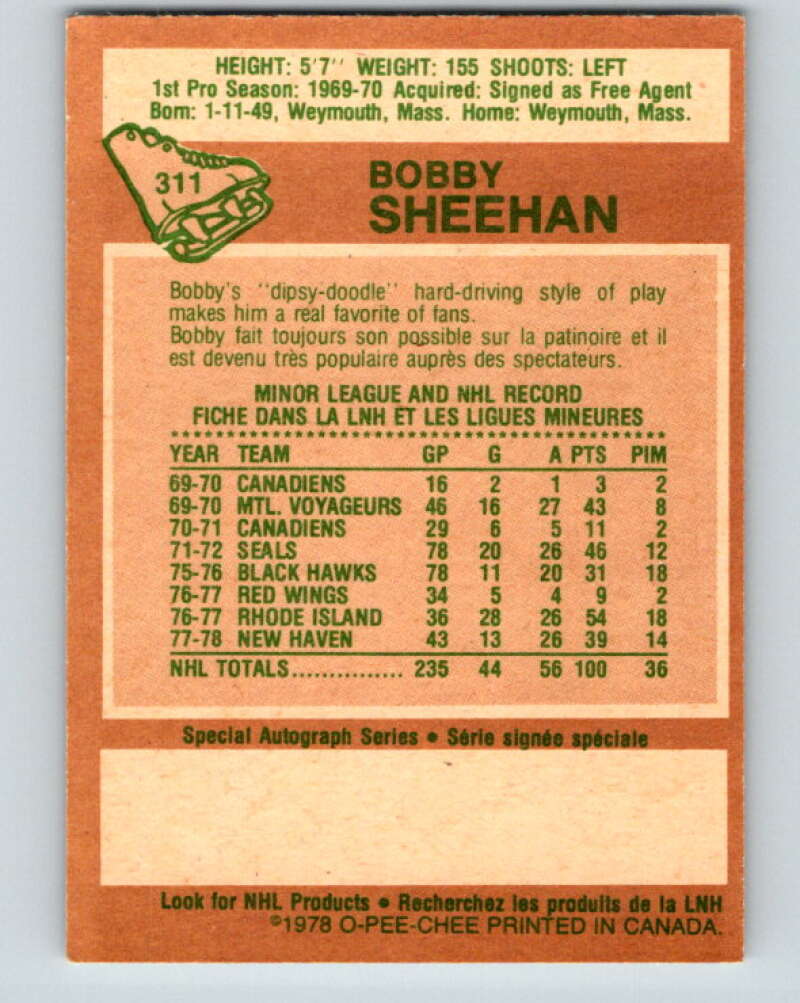 HEIGHT: 5'7'' WEIGHT: 155 SHOOTS: LEFT
1st Pro Season: 1969-70 Acquired: Signed as Free Agent
Born: 1-11-49, Weymouth, Mass. Home: Weymouth, Mass.
311
BOBBY
SHEEHAN
Bobby's ''dipsy-doodle'' hard-driving style of play
makes him a real favorite of fans.
Bobby fait toujours son possible sur la patinoire et il
est devenu très populaire auprès des spectateurs.
MINOR LEAGUE AND NHL RECORD
FICHE DANS LA LNH ET LES LIGUES MINEURES
YEAR TEAM GP G A PTS PIM
69-70 CANADIENS 16 2 1 3 2
69-70 MTL. VOYAGEURS 46 16 27 43 8
70-71 CANADIENS 29 6 5 11 2
71-72 SEALS 78 20 26 46 12
75-76 BLACK HAWKS 78 11 20 31 18
76-77 RED WINGS 34 5 4 9 2
76-77 RHODE ISLAND 36 28 26 54 18
77-78 NEW HAVEN 43 13 26 39 14
NHL TOTALS............... 235 44 56 100 36
Special Autograph Series • Série signée spéciale
Look for NHL Products • Recherchez les produits de la LNH
©1978 O-PEE-CHEE PRINTED IN CANADA.